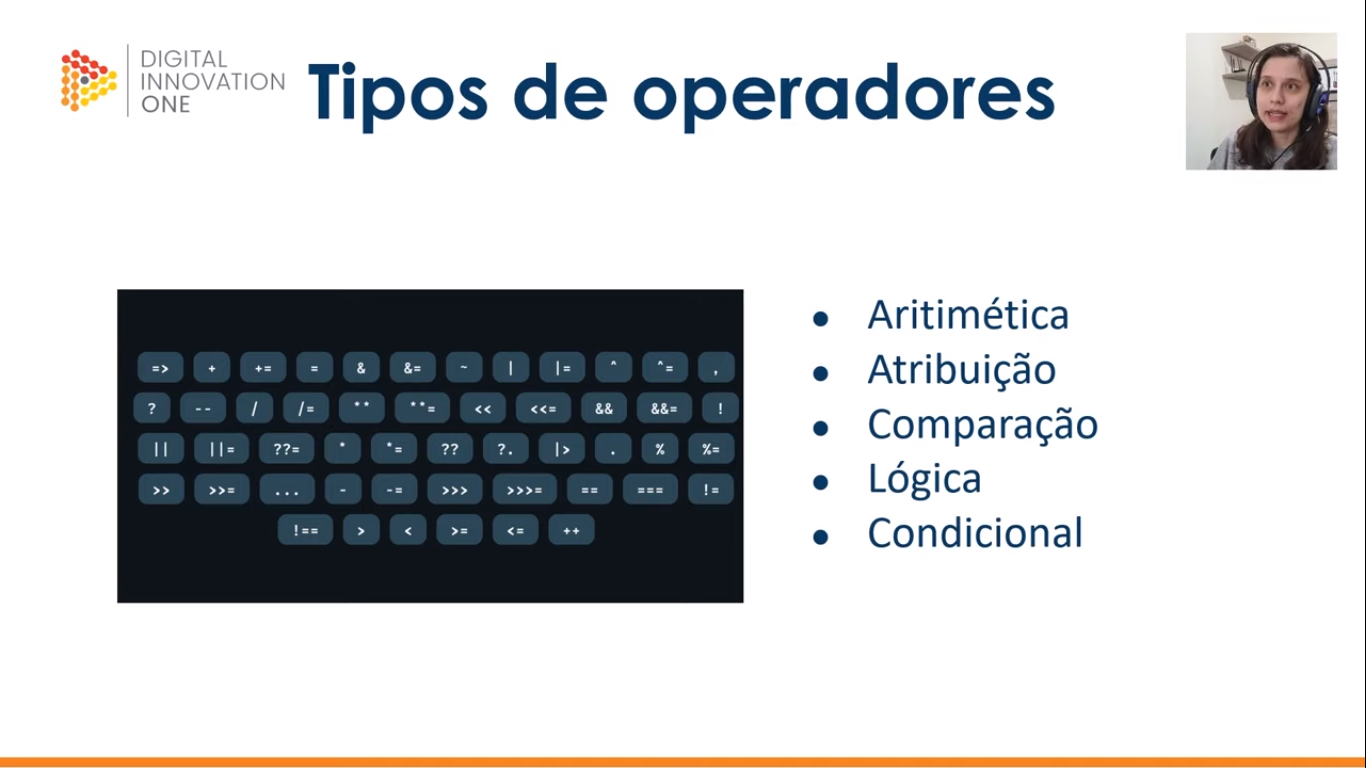 DIGITAL
INNOVATION
ONE
Tipos de operadores
=> + += = & &= ~ | |= ^ ^= ,
? -- / /= ** **= << <<= && &&= !
|| ||= ??= * *= ?? ?. |> . % %=
>> >>= ... - -= >>> >>>= == === !=
!== > < >= <= ++
• Aritimética
• Atribuição
• Comparação
• Lógica
• Condicional